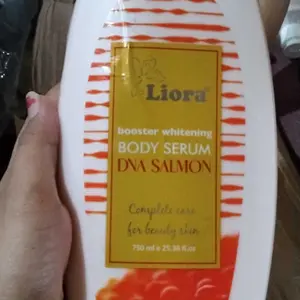 Liora
booster whitening
BODY SERUM
DNA SALMON
Complete care
for beauty skin
750 ml e 25.36 fl.oz